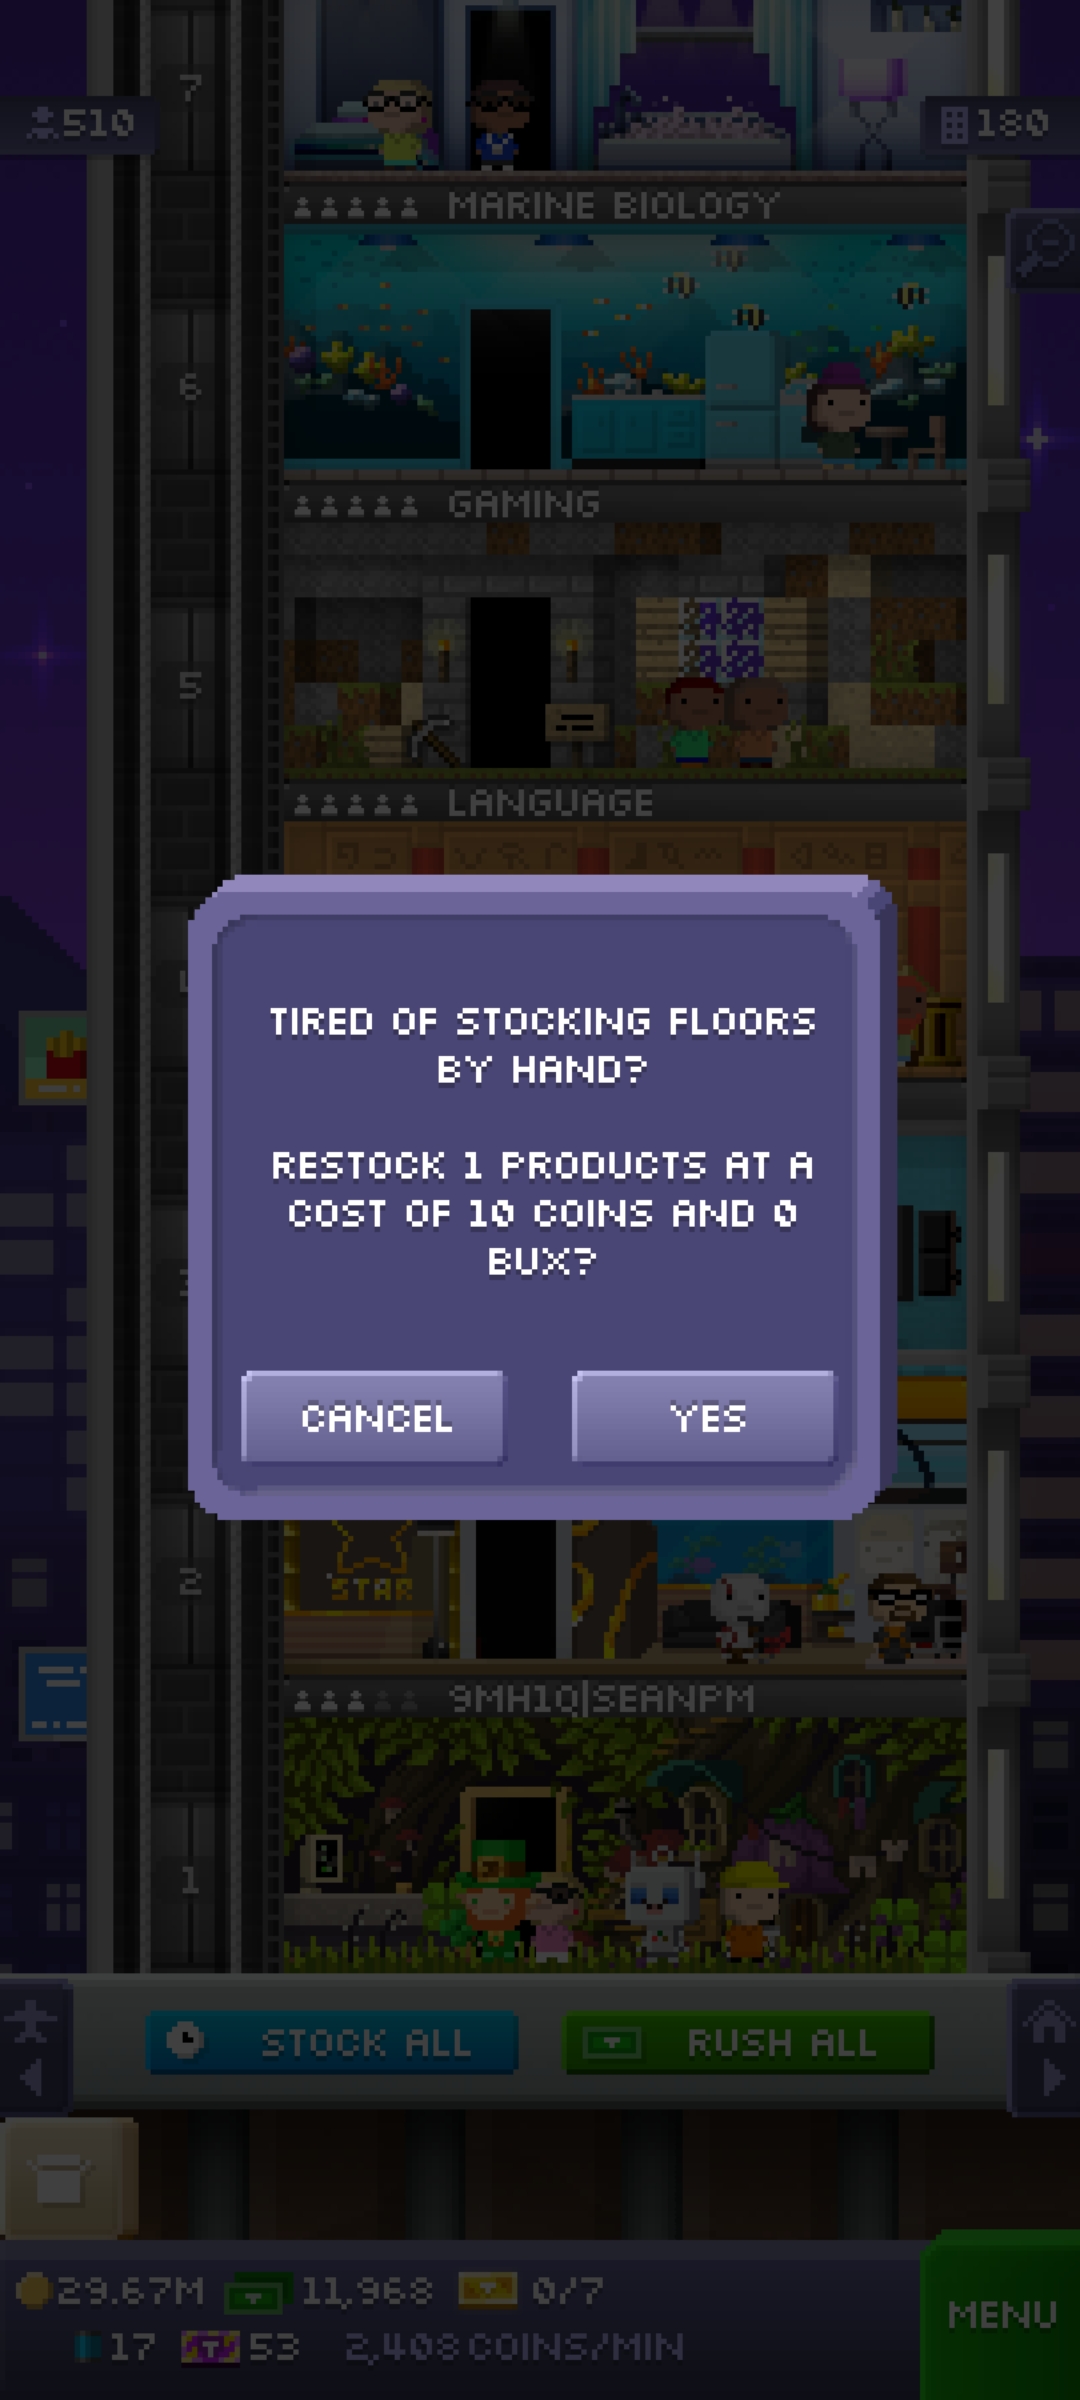 7
510
180
MARINE BIOLOGY
6
GAMING
5
LANGUAGE
TIRED OF STOCKING FLOORS
BY HAND?
RESTOCK 1 PRODUCTS AT A
COST OF 10 COINS AND 0
BUX?
CANCEL
YES
STAR
2
9MH1Q|SEANPM
1
STOCK ALL
RUSH ALL
29.67M
11,968
0/7
17
53
2,408 COINS/MIN
MENU